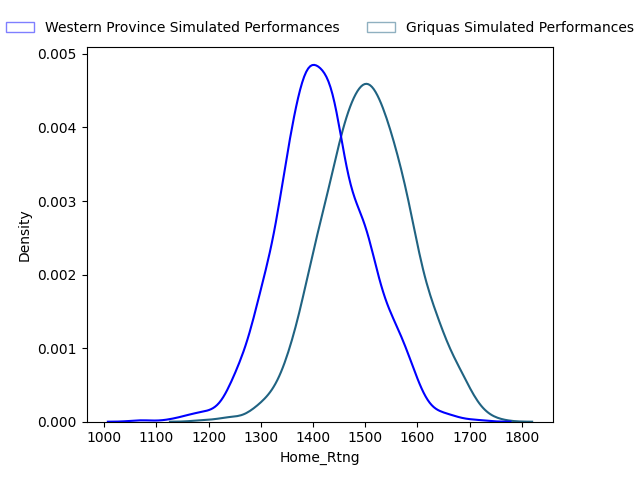 Western Province Simulated Performances
Griquas Simulated Performances
0.005
0.004
0.003
0.002
0.001
0.000
Density
1000 1100 1200 1300 1400 1500 1600 1700 1800
Home_Rtng